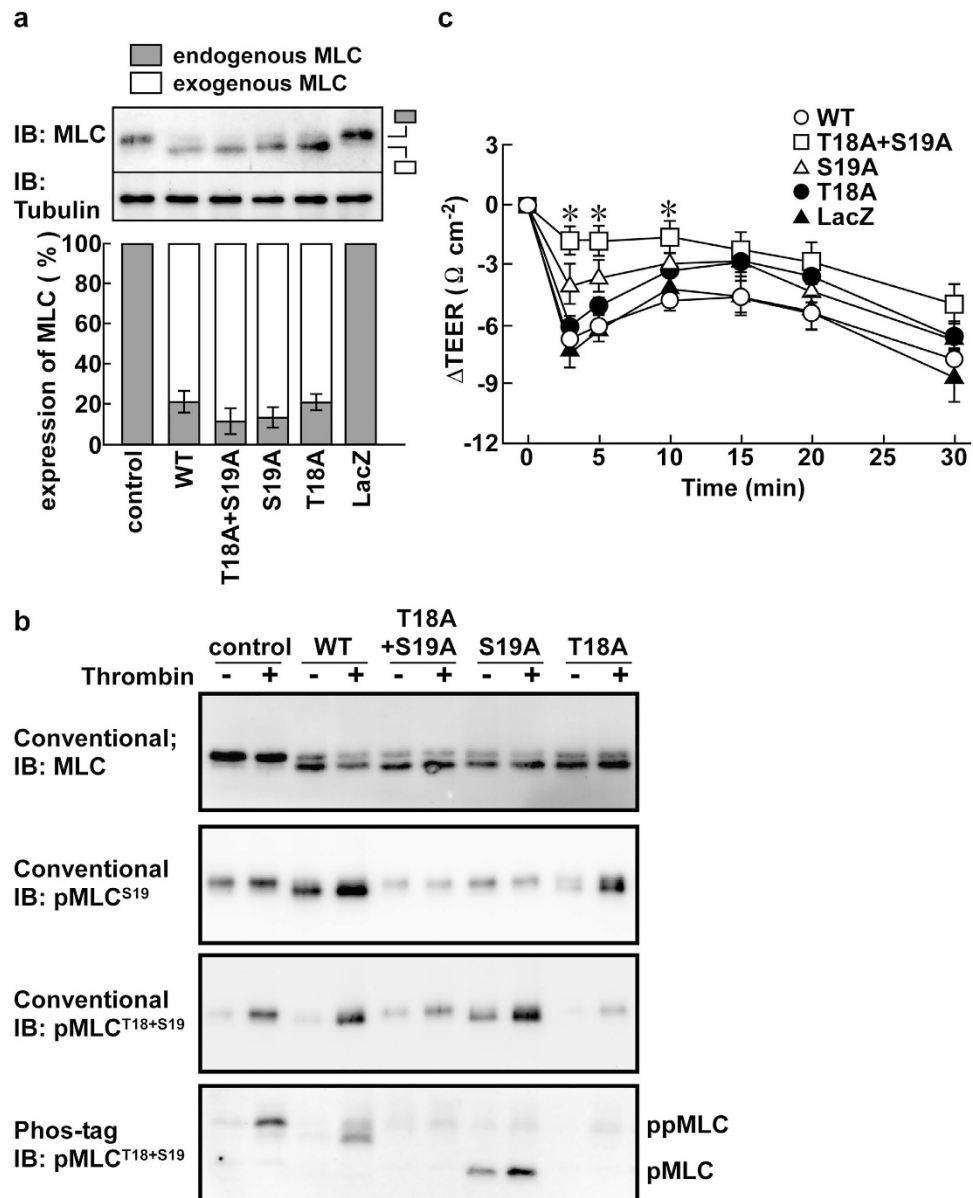 a
endogenous MLC
exogenous MLC
IB: MLC
IB:
Tubulin
expression of MLC ( % )
100
80
60
40
20
0
control
WT
T18A+S19A
S19A
T18A
LacZ
c
WT
T18A+S19A
S19A
T18A
LacZ
ΔTEER ( Ω cm-2)
3
0
-3
-6
-9
-12
* * *
0 5 10 15 20 25 30
Time (min)
b
control WT T18A +S19A S19A T18A
Thrombin - + - + - + - + - +
Conventional;
IB: MLC
Conventional
IB: pMLCS19
Conventional
IB: pMLCT18+S19
Phos-tag
IB: pMLCT18+S19
ppMLC
pMLC